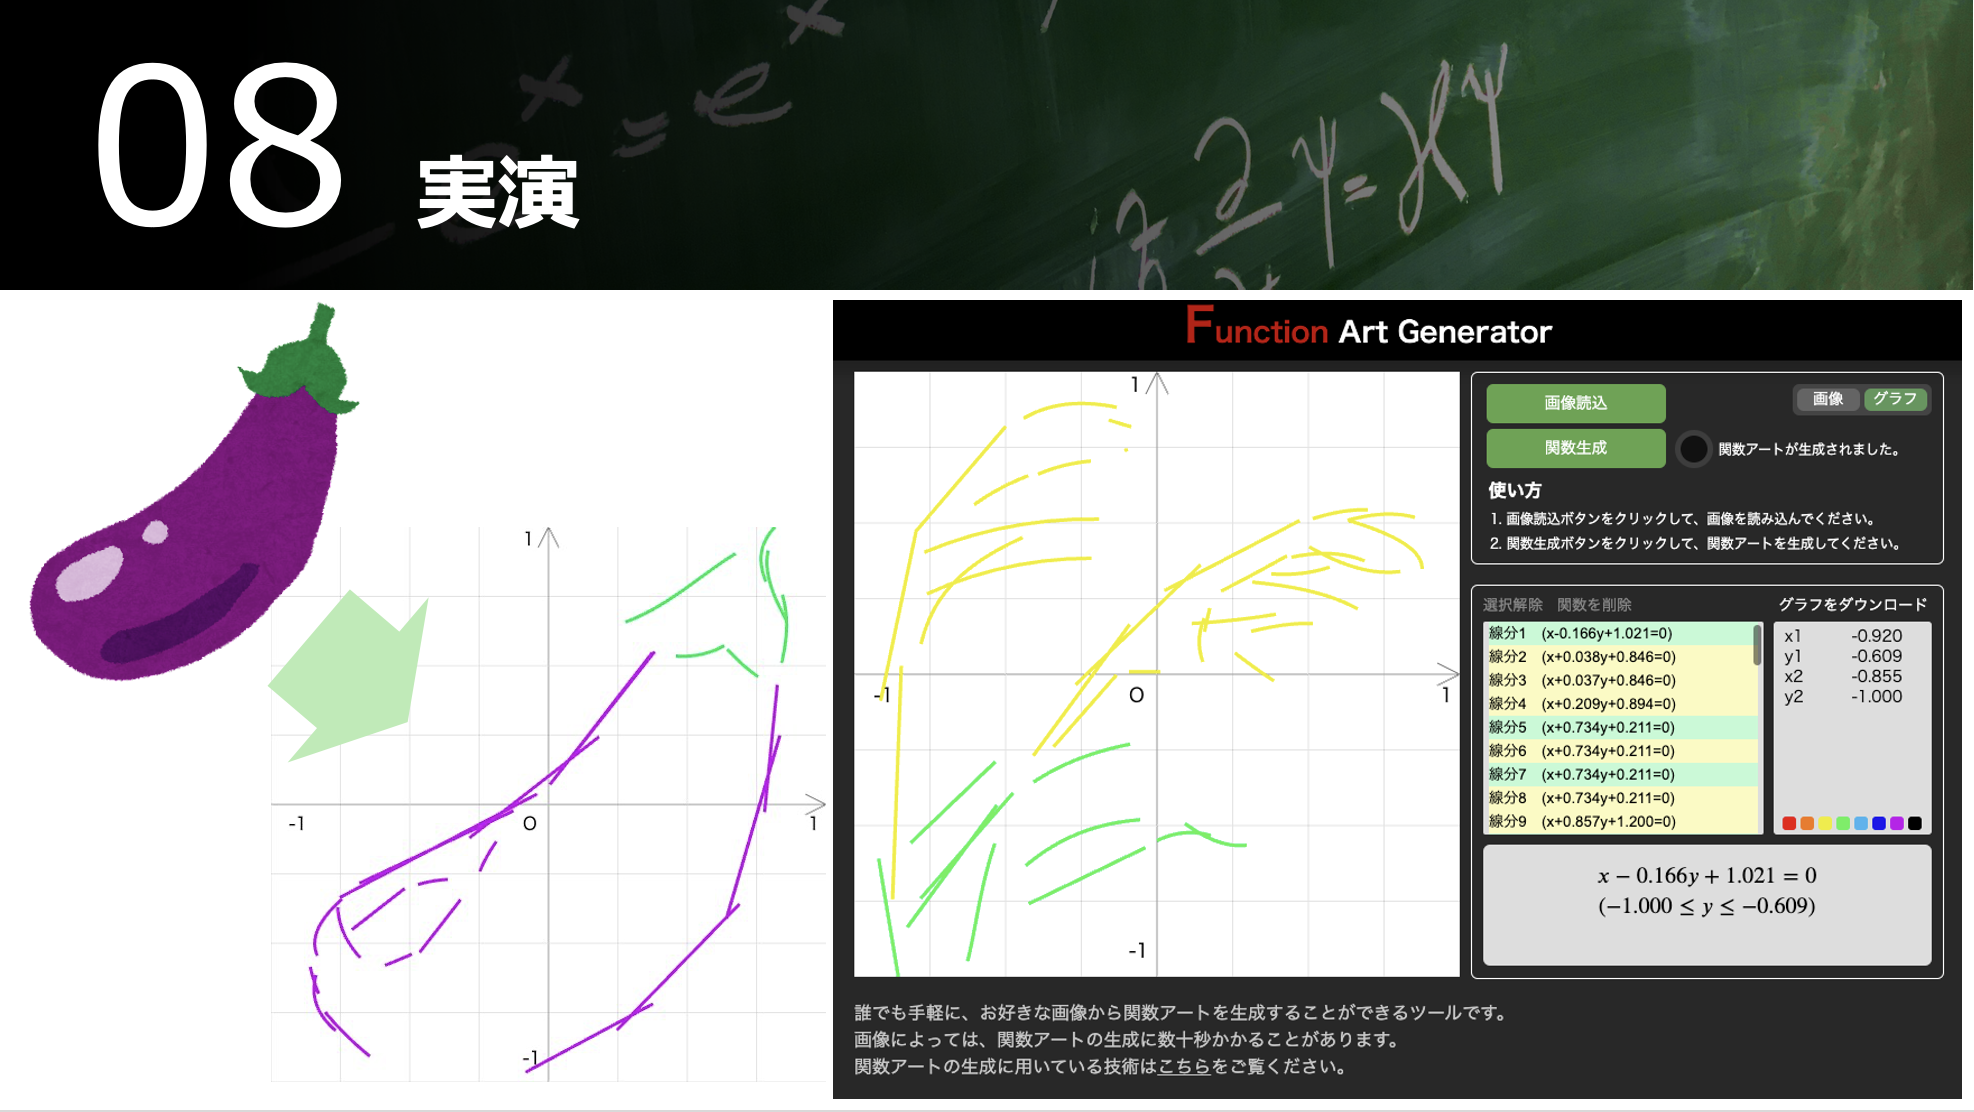 08 実演
x = e^x
2ψ=Hψ
1
-1
0
1
-1
Function Art Generator
1
-1
0
1
-1
画像読込
画像 グラフ
関数生成
関数アートが生成されました。
使い方
1. 画像読込ボタンをクリックして、画像を読み込んでください。
2. 関数生成ボタンをクリックして、関数アートを生成してください。
選択解除 関数を削除
グラフをダウンロード
線分1 (x-0.166y+1.021=0)
線分2 (x+0.038y+0.846=0)
線分3 (x+0.037y+0.846=0)
線分4 (x+0.209y+0.894=0)
線分5 (x+0.734y+0.211=0)
線分6 (x+0.734y+0.211=0)
線分7 (x+0.734y+0.211=0)
線分8 (x+0.734y+0.211=0)
線分9 (x+0.857y+1.200=0)
x1 -0.920
y1 -0.609
x2 -0.855
y2 -1.000
x − 0.166y + 1.021 = 0
(−1.000 ≤ y ≤ −0.609)
誰でも手軽に、お好きな画像から関数アートを生成することができるツールです。
画像によっては、関数アートの生成に数十秒かかることがあります。
関数アートの生成に用いている技術はこちらをご覧ください。